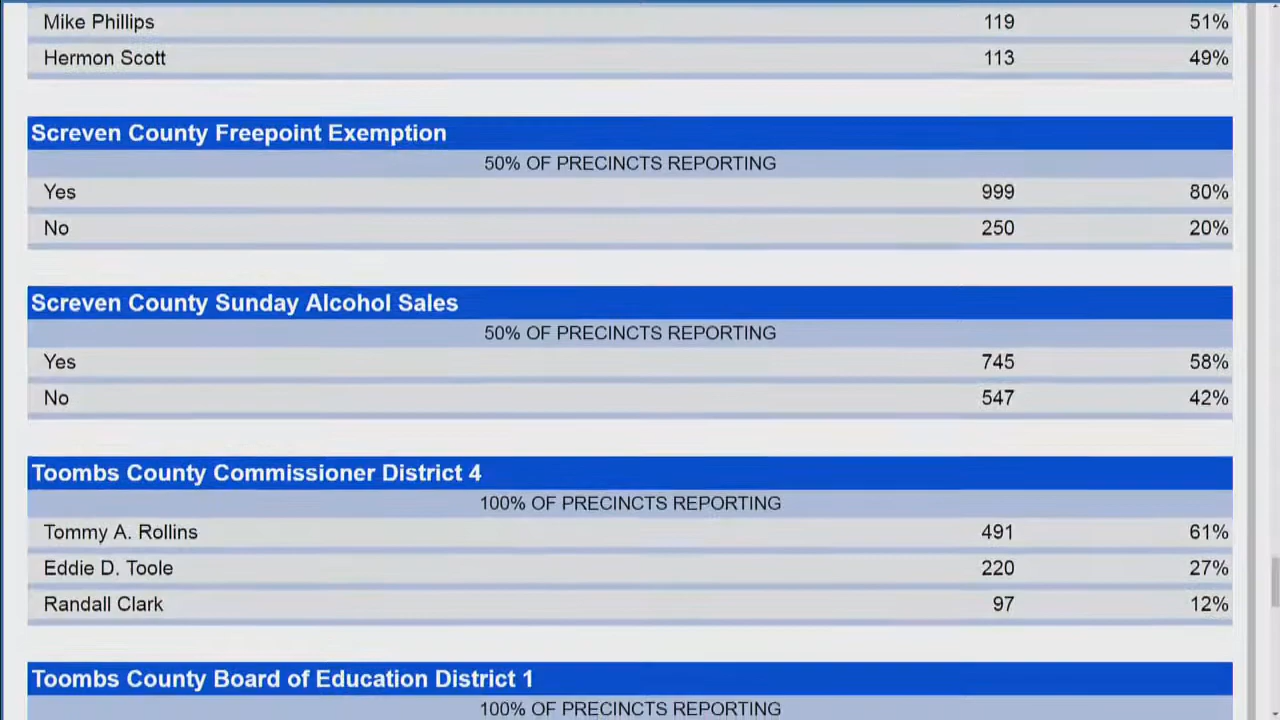 Mike Phillips 119 51%
Hermon Scott 113 49%
Screven County Freepoint Exemption
50% OF PRECINCTS REPORTING
Yes 999 80%
No 250 20%
Screven County Sunday Alcohol Sales
50% OF PRECINCTS REPORTING
Yes 745 58%
No 547 42%
Toombs County Commissioner District 4
100% OF PRECINCTS REPORTING
Tommy A. Rollins 491 61%
Eddie D. Toole 220 27%
Randall Clark 97 12%
Toombs County Board of Education District 1
100% OF PRECINCTS REPORTING